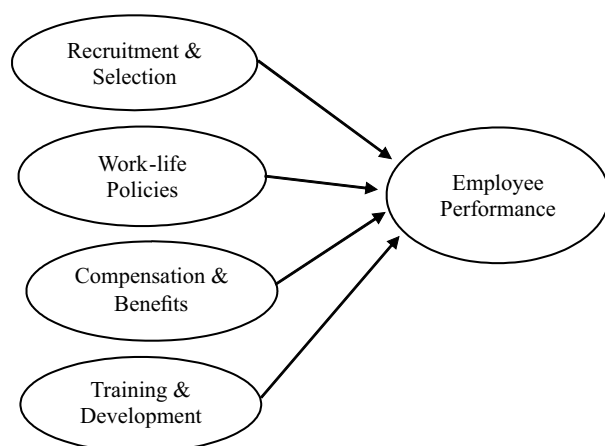 Recruitment &
Selection
Work-life
Policies
Employee
Performance
Compensation &
Benefits
Training &
Development